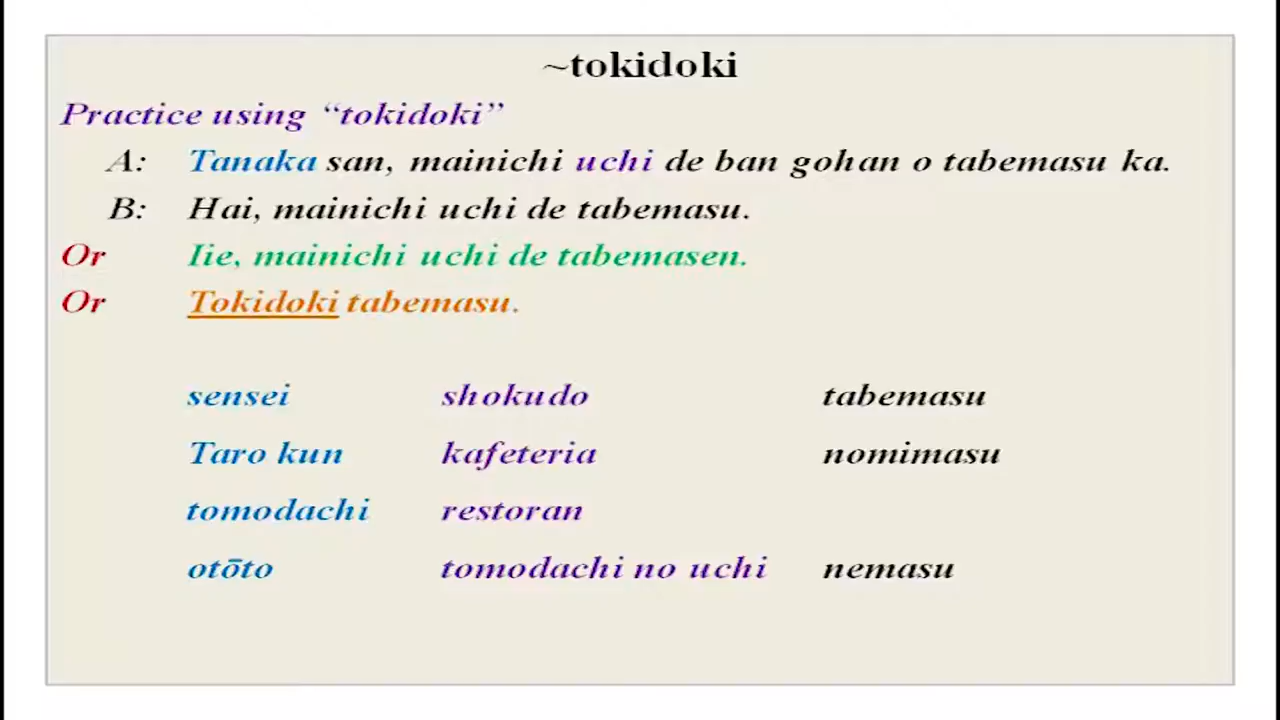 ~tokidoki
Practice using “tokidoki”
A: Tanaka san, mainichi uchi de ban gohan o tabemasu ka.
B: Hai, mainichi uchi de tabemasu.
Or Iie, mainichi uchi de tabemasen.
Or Tokidoki tabemasu.
sensei shokudo tabemasu
Taro kun kafeteria nomimasu
tomodachi restoran
otōto tomodachi no uchi nemasu